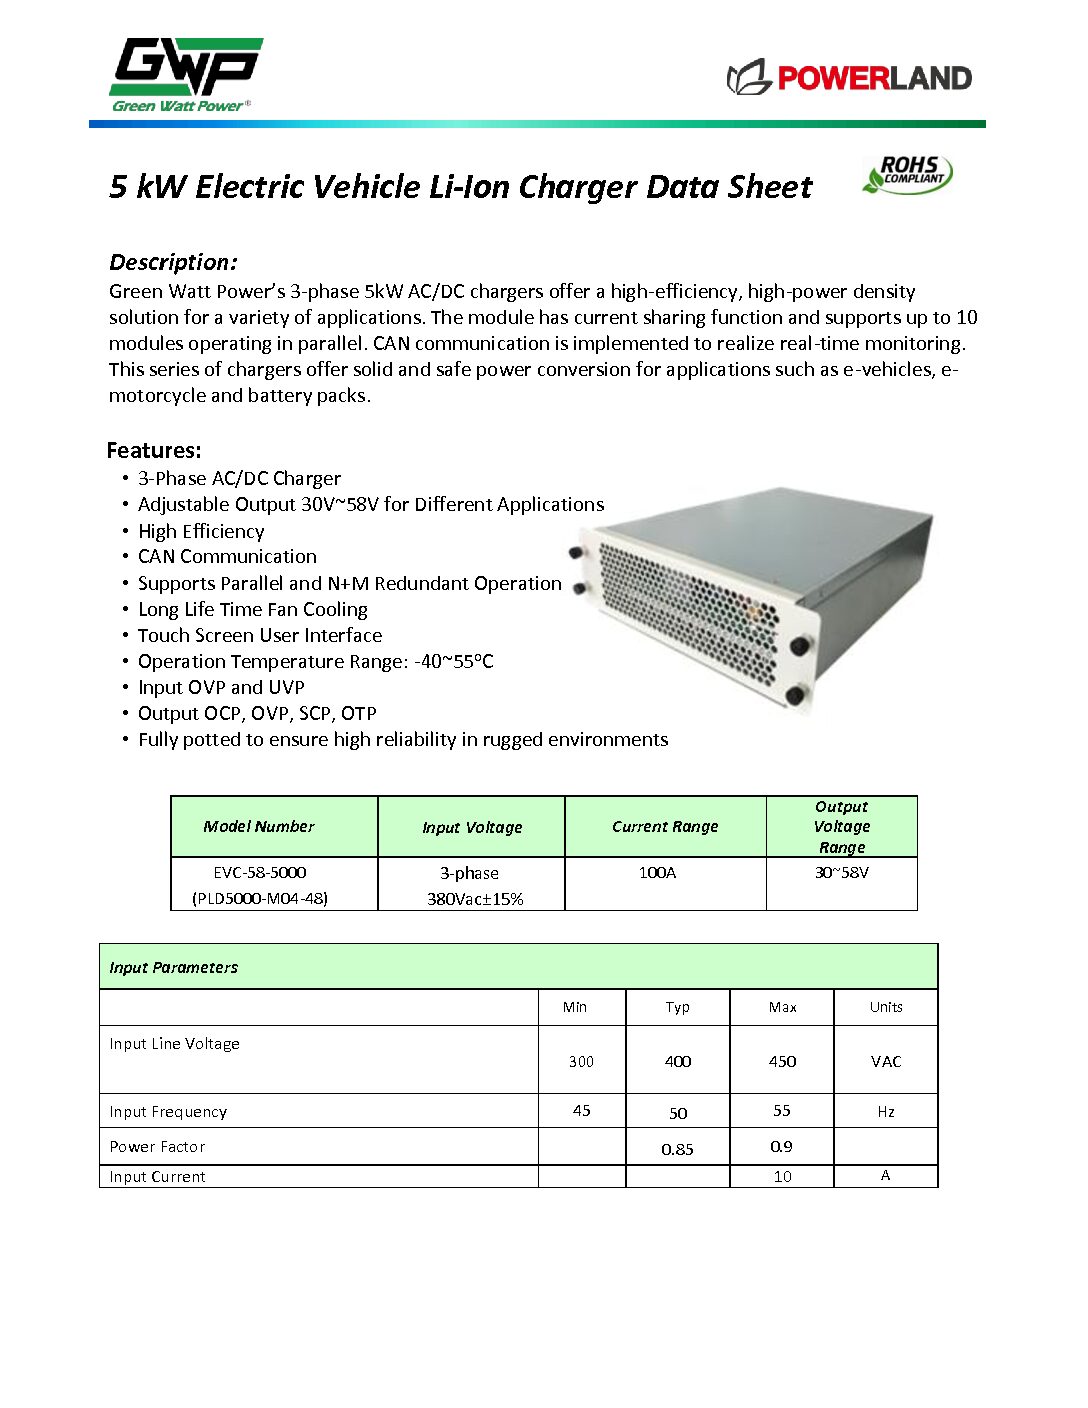 GWP
Green Watt Power®
POWERLAND
ROHS
COMPLIANT
5 kW Electric Vehicle Li-Ion Charger Data Sheet
Description:
Green Watt Power’s 3-phase 5kW AC/DC chargers offer a high-efficiency, high-power density
solution for a variety of applications. The module has current sharing function and supports up to 10
modules operating in parallel. CAN communication is implemented to realize real-time monitoring.
This series of chargers offer solid and safe power conversion for applications such as e-vehicles, e-
motorcycle and battery packs.
Features:
• 3-Phase AC/DC Charger
• Adjustable Output 30V~58V for Different Applications
• High Efficiency
• CAN Communication
• Supports Parallel and N+M Redundant Operation
• Long Life Time Fan Cooling
• Touch Screen User Interface
• Operation Temperature Range: -40~55°C
• Input OVP and UVP
• Output OCP, OVP, SCP, OTP
• Fully potted to ensure high reliability in rugged environments
Model Number Input Voltage Current Range Output Voltage Range
EVC-58-5000 3-phase 100A 30~58V
(PLD5000-M04-48) 380Vac±15%
Input Parameters
Min Typ Max Units
Input Line Voltage 300 400 450 VAC
Input Frequency 45 50 55 Hz
Power Factor 0.85 0.9
Input Current 10 A